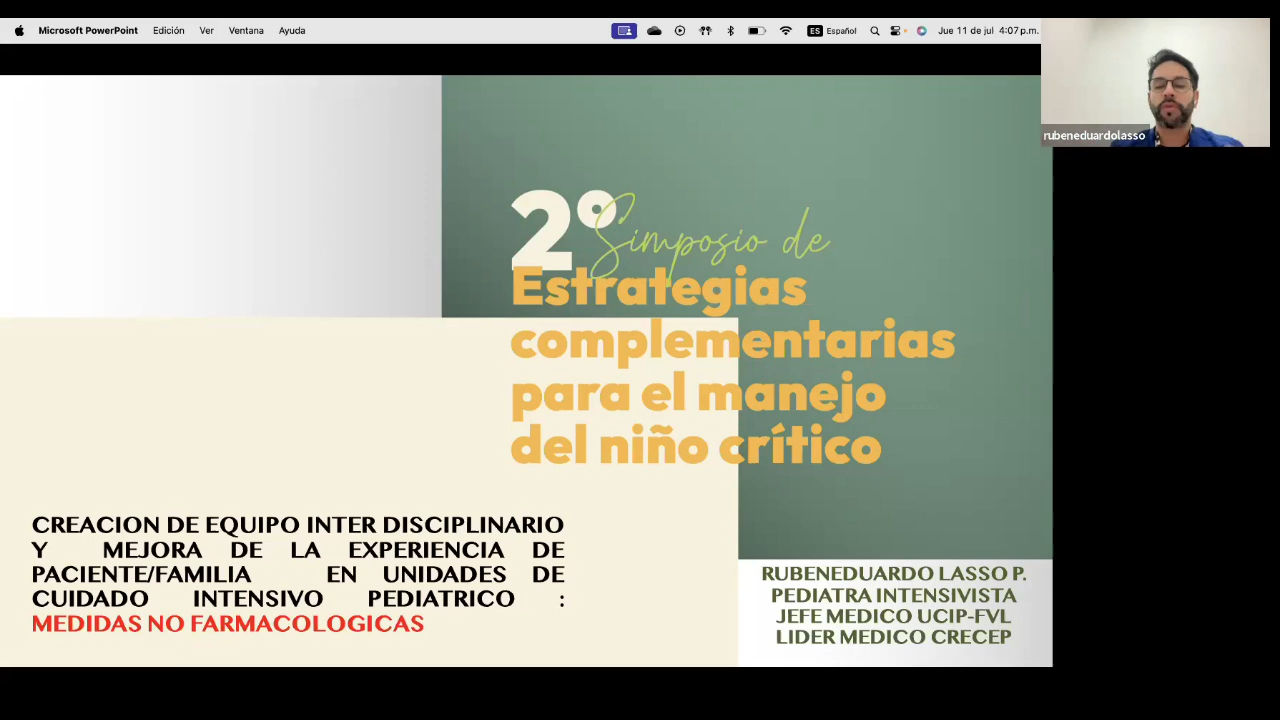 Microsoft PowerPoint Edición Ver Ventana Ayuda ES Español Jue 11 de jul 4:07 p.m.
rubeneduardolasso
2° Simposio de
Estrategias
complementarias
para el manejo
del niño crítico
CREACION DE EQUIPO INTER DISCIPLINARIO
Y MEJORA DE LA EXPERIENCIA DE
PACIENTE/FAMILIA EN UNIDADES DE
CUIDADO INTENSIVO PEDIATRICO :
MEDIDAS NO FARMACOLOGICAS
RUBENEDUARDO LASSO P.
PEDIATRA INTENSIVISTA
JEFE MEDICO UCIP-FVL
LIDER MEDICO CRECEP